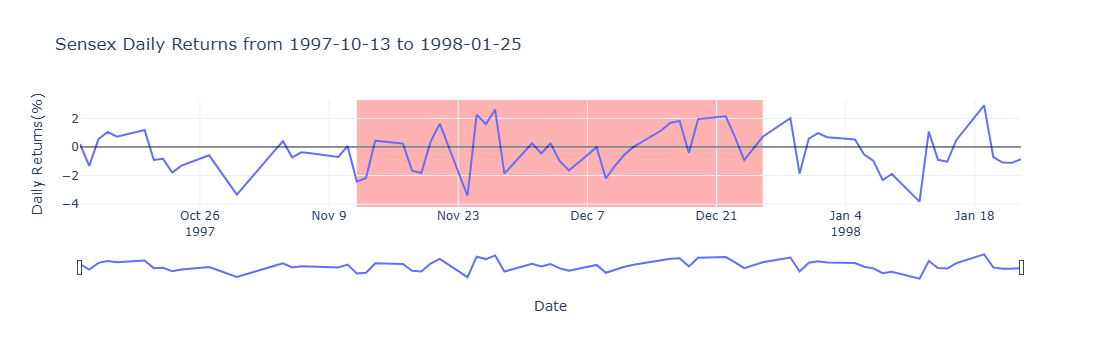 Sensex Daily Returns from 1997-10-13 to 1998-01-25
Daily Returns(%)
2
0
−2
−4
Oct 26 Nov 9 Nov 23 Dec 7 Dec 21 Jan 4 Jan 18
1997 1998
Date